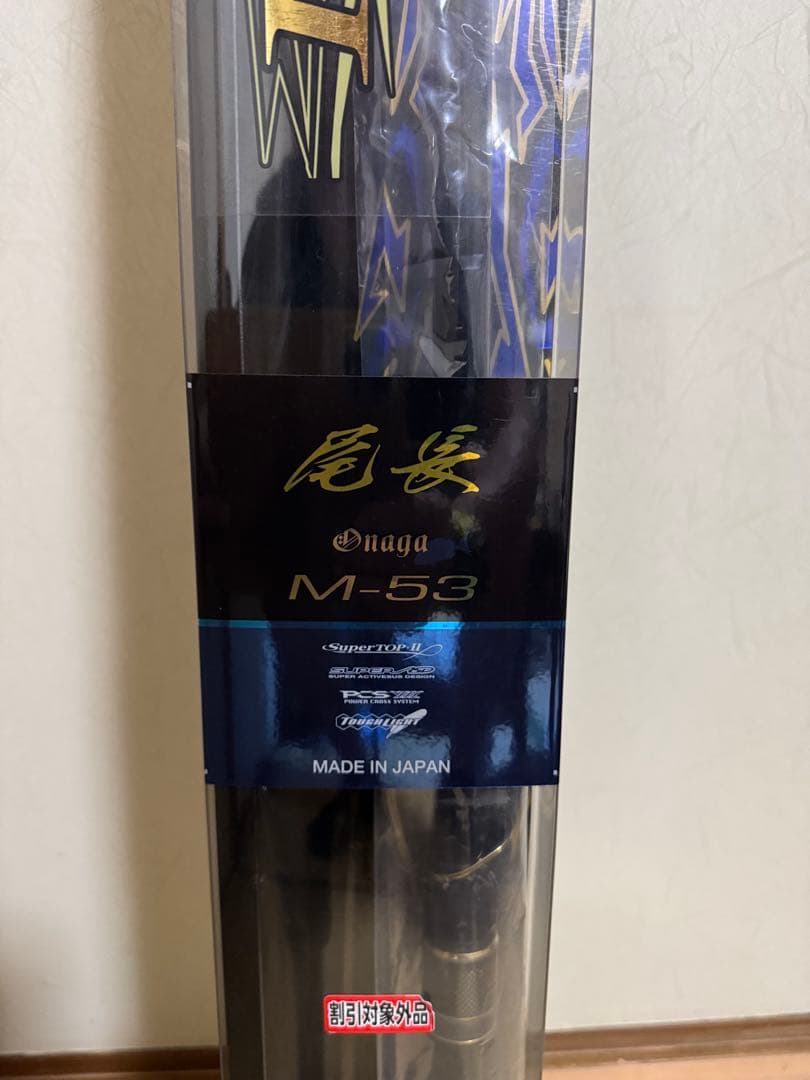 尾長
Onaga
M-53
SuperTOP-II
SUPER ASD
SUPER ACTIVESUS DESIGN
PCS
POWER CROSS SYSTEM
TOUGHLIGHT
MADE IN JAPAN
割引対象外品